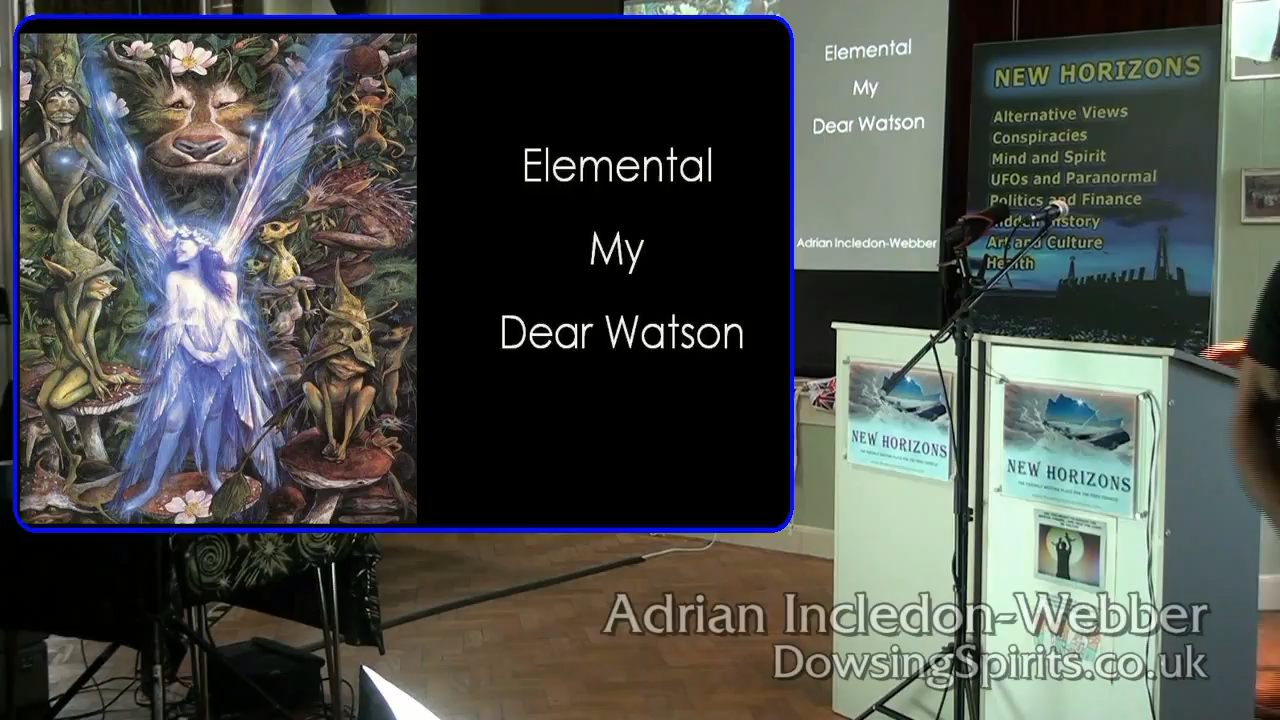 Elemental
My
Dear Watson
Elemental
My
Dear Watson
Adrian Incledon-Webber
NEW HORIZONS
Alternative Views
Conspiracies
Mind and Spirit
UFOs and Paranormal
Politics and Finance
Hidden History
Art and Culture
Health
NEW HORIZONS
NEW HORIZONS
Adrian Incledon-Webber
DowsingSpirits.co.uk